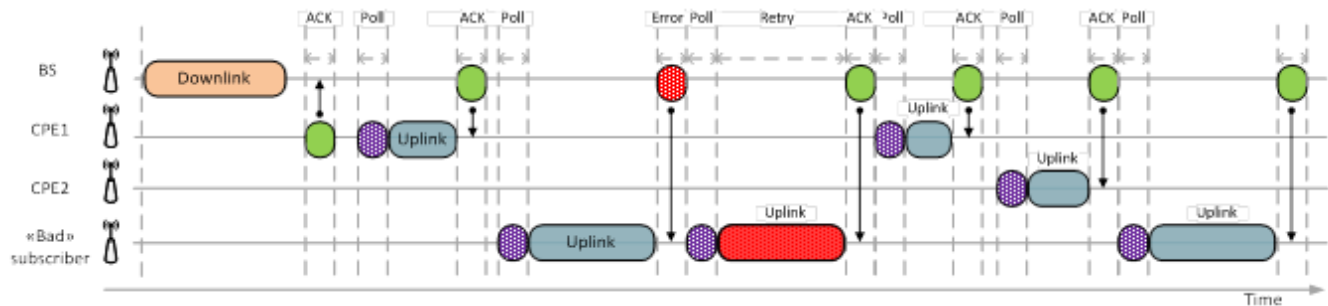 ACK Poll ACK Poll Error Poll Retry ACK Poll ACK Poll ACK Poll
BS
Downlink
CPE1
Uplink
Uplink
CPE2
Uplink
«Bad»
subscriber
Uplink
Uplink
Uplink
Time